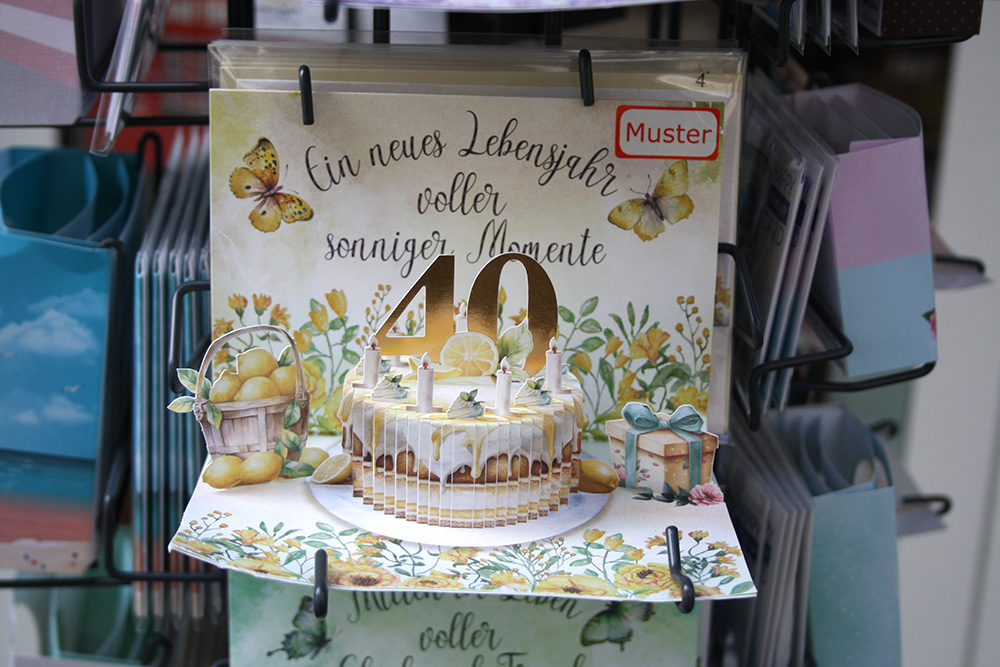 4
Muster
Ein neues Lebensjahr
voller
sonniger Momente
40
voller